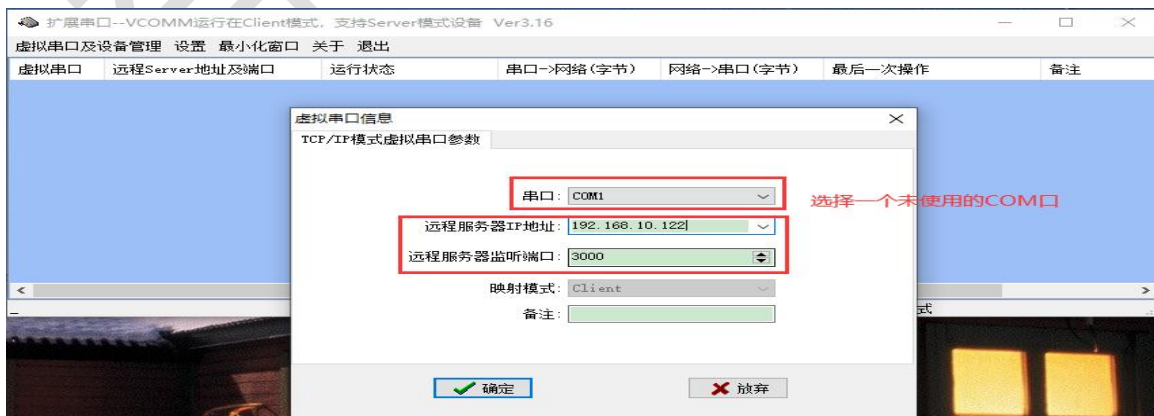 扩展串口--VCOMM运行在Client模式, 支持Server模式设备 Ver3.16
虚拟串口及设备管理 设置 最小化窗口 关于 退出
虚拟串口 远程Server地址及端口 运行状态 串口->网络(字节) 网络->串口(字节) 最后一次操作 备注
虚拟串口信息
TCP/IP模式虚拟串口参数
串口: COM1
选择一个未使用的COM口
远程服务器IP地址: 192.168.10.122
远程服务器监听端口: 3000
映射模式: Client
备注:
式
确定 放弃